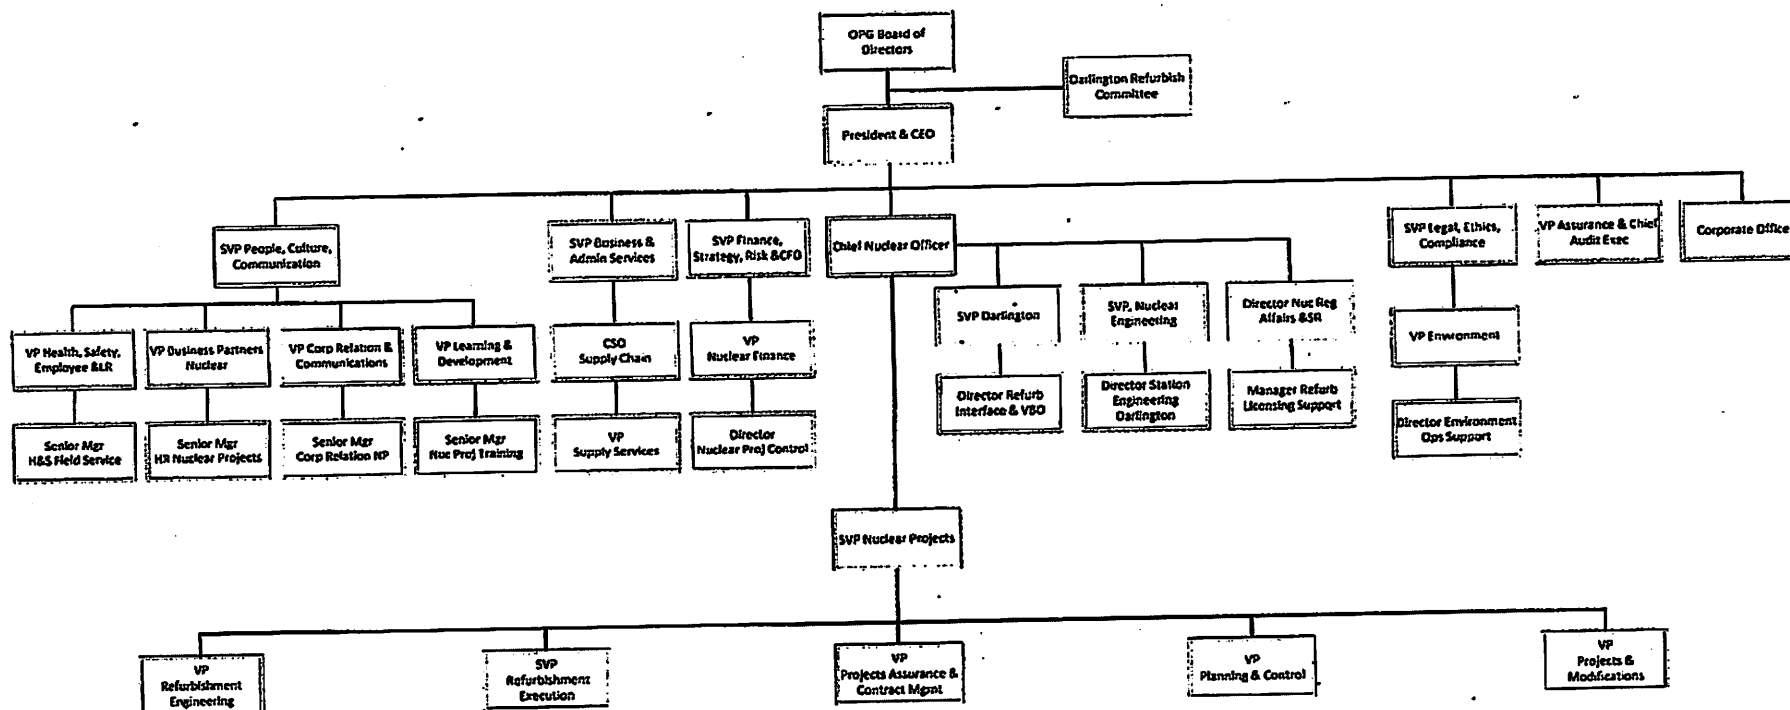 OPG Board of
Directors
Darlington Refurbish
Committee
President & CEO
SVP People, Culture,
Communication
SVP Business &
Admin Services
SVP Finance,
Strategy, Risk &CFO
Chief Nuclear Officer
SVP Legal, Ethics,
Compliance
VP Assurance & Chief
Audit Exec
Corporate Office
VP Health, Safety,
Employee &LR
VP Business Partners
Nuclear
VP Corp Relation &
Communications
VP Learning &
Development
CSO
Supply Chain
VP
Nuclear Finance
SVP Darlington
SVP, Nuclear
Engineering
Director Nuc Reg
Affairs &SR
VP Environment
Senior Mgr
H&S Field Service
Senior Mgr
HR Nuclear Projects
Senior Mgr
Corp Relation NP
Senior Mgr
Nuc Proj Training
VP
Supply Services
Director
Nuclear Proj Control
Director Refurb
Interface & VBO
Director Station
Engineering
Darlington
Manager Refurb
Licensing Support
Director Environment
Ops Support
SVP Nuclear Projects
VP
Refurbishment
Engineering
SVP
Refurbishment
Execution
VP
Projects Assurance &
Contract Mgmt
VP
Planning & Control
VP
Projects &
Modifications